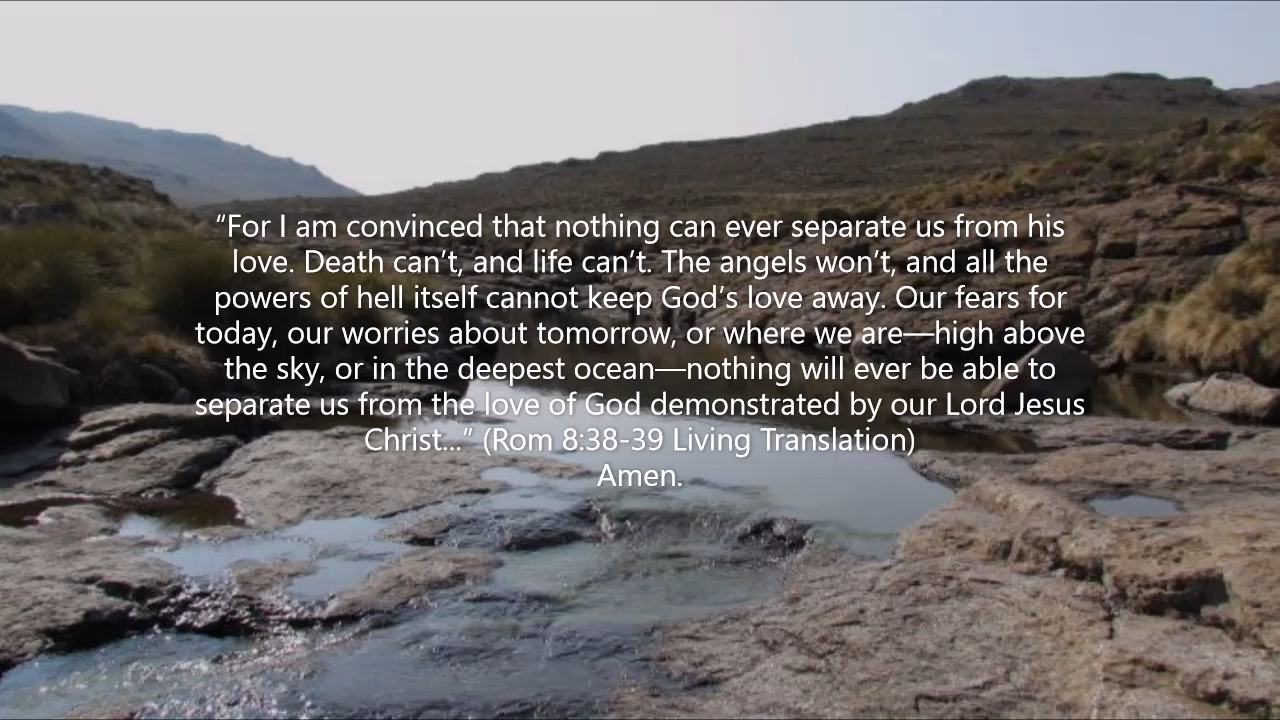 “For I am convinced that nothing can ever separate us from his
love. Death can’t, and life can’t. The angels won’t, and all the
powers of hell itself cannot keep God’s love away. Our fears for
today, our worries about tomorrow, or where we are—high above
the sky, or in the deepest ocean—nothing will ever be able to
separate us from the love of God demonstrated by our Lord Jesus
Christ...” (Rom 8:38-39 Living Translation)
Amen.